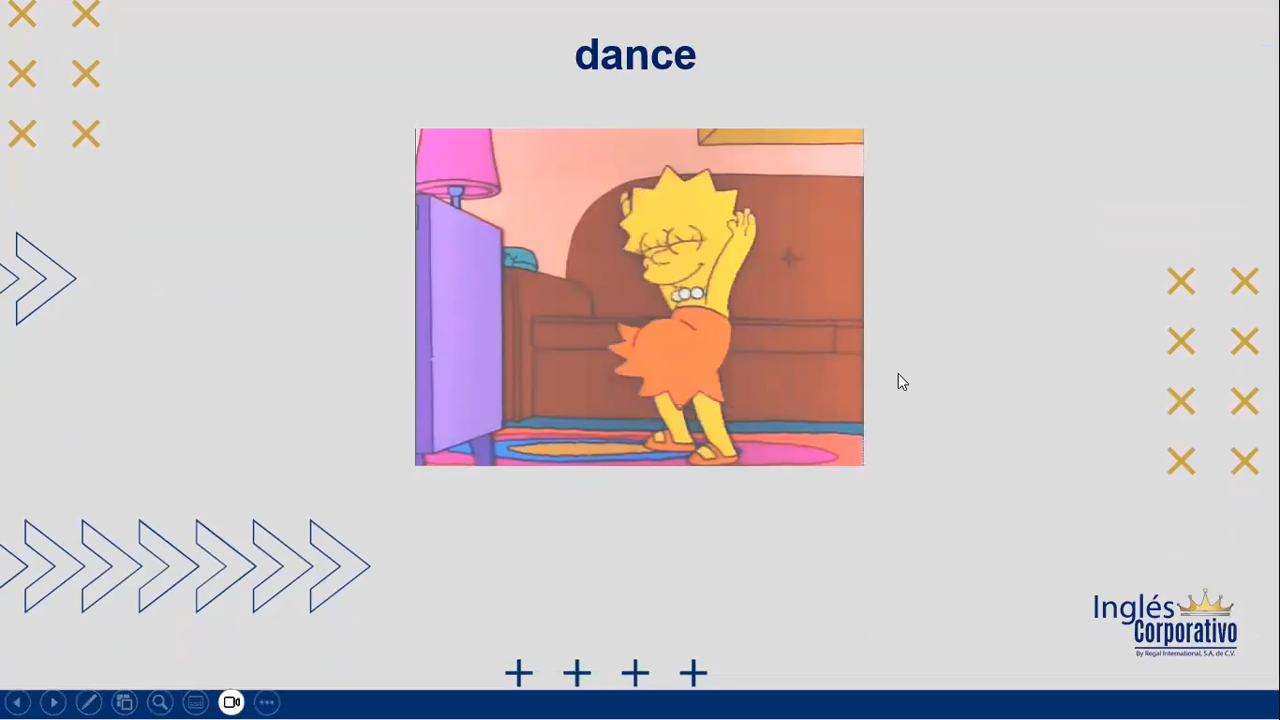 dance
Inglés
Corporativo
By Regal International, S.A. de C.V.